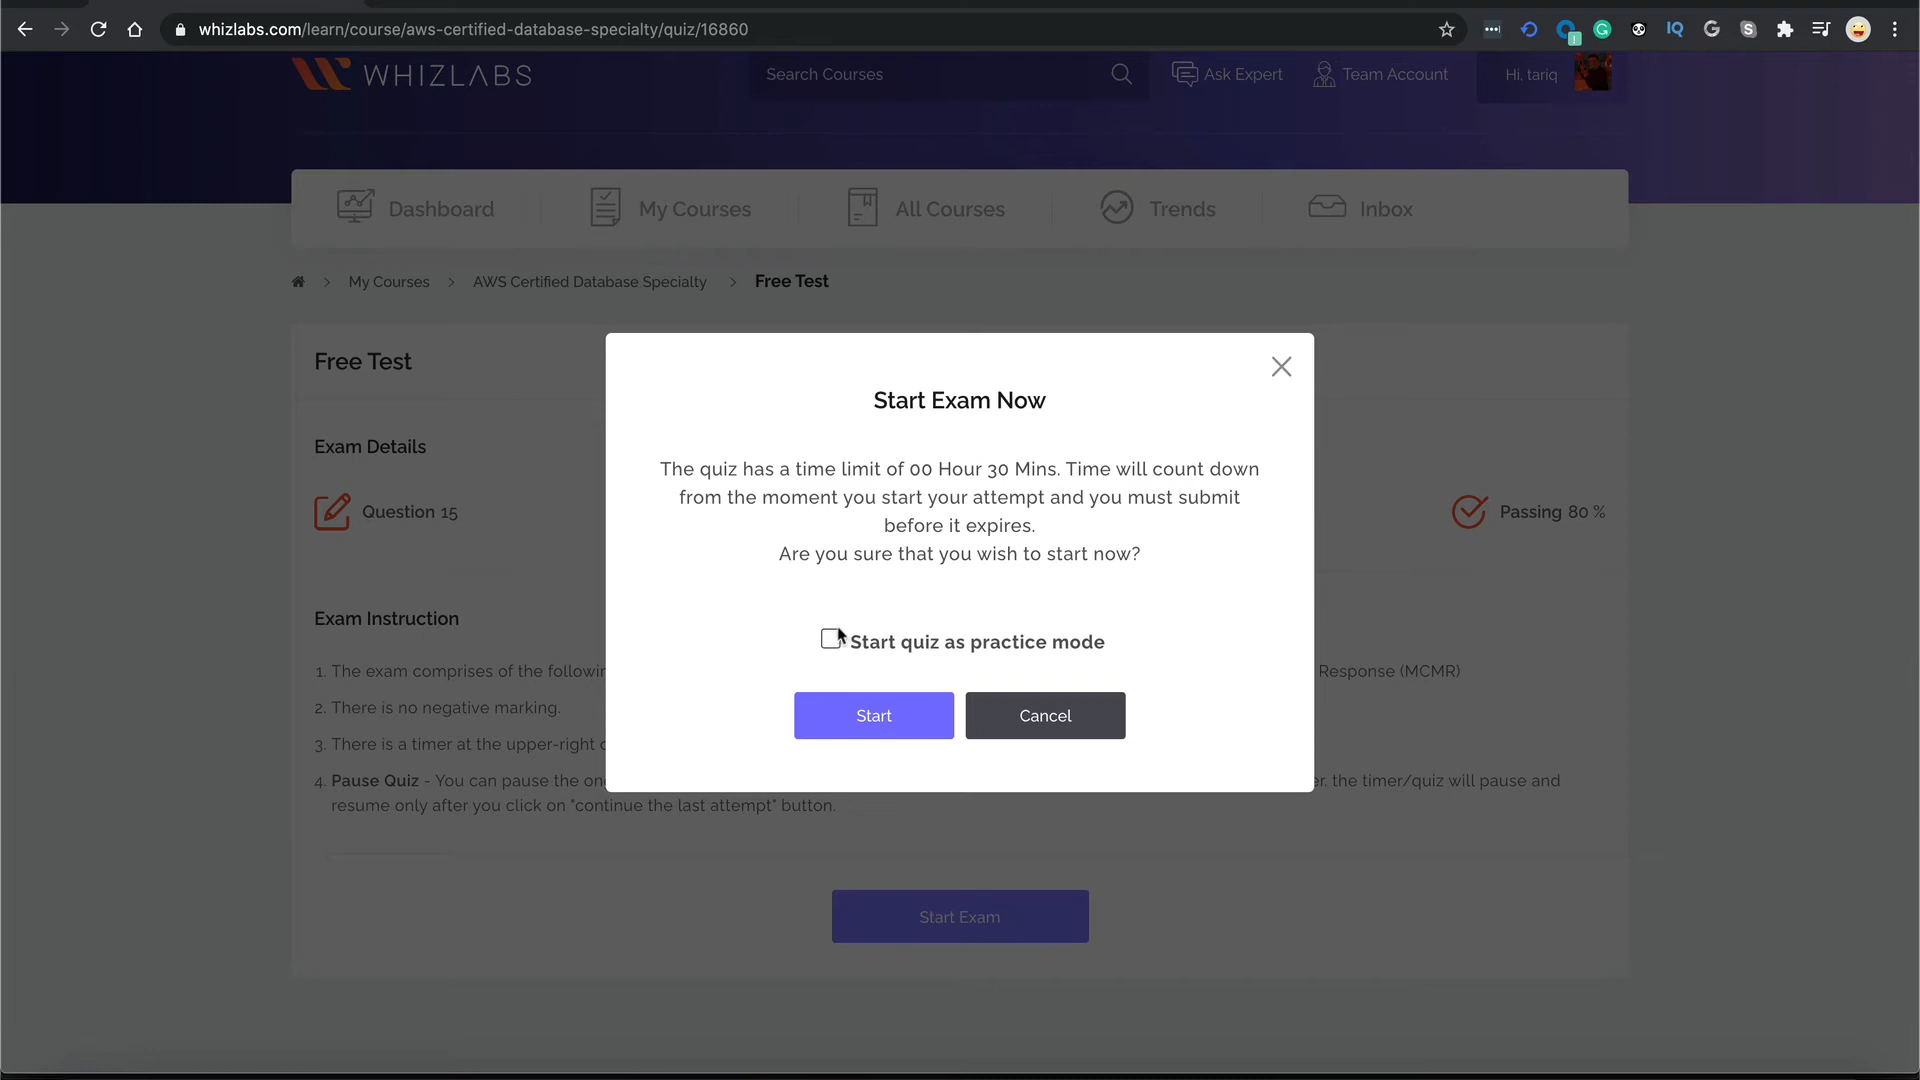 whizlabs.com/learn/course/aws-certified-database-specialty/quiz/16860
IQ
WHIZLABS
Search Courses
Ask Expert
Team Account
Hi, tariq
Dashboard
My Courses
All Courses
Trends
Inbox
> My Courses > AWS Certified Database Specialty > Free Test
Free Test
Start Exam Now
Exam Details
The quiz has a time limit of 00 Hour 30 Mins. Time will count down
from the moment you start your attempt and you must submit
before it expires.
Are you sure that you wish to start now?
Question 15
Passing 80 %
Exam Instruction
Start quiz as practice mode
1. The exam comprises of the followin
Response (MCMR)
2. There is no negative marking.
Start
Cancel
3. There is a timer at the upper-right
4. Pause Quiz - You can pause the on
r. the timer/quiz will pause and
resume only after you click on "continue the last attempt" button.
Start Exam